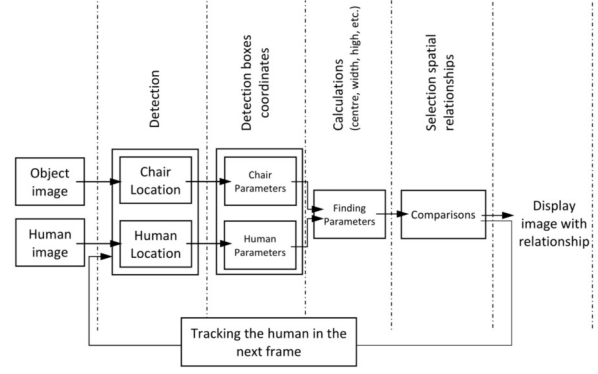 Detection
Detection boxes
coordinates
Calculations
(centre, width, high, etc.)
Selection spatial
relationships
Object
image
Chair
Location
Chair
Parameters
Human
image
Human
Location
Human
Parameters
Finding
Parameters
Comparisons
Display
image with
relationship
Tracking the human in the
next frame